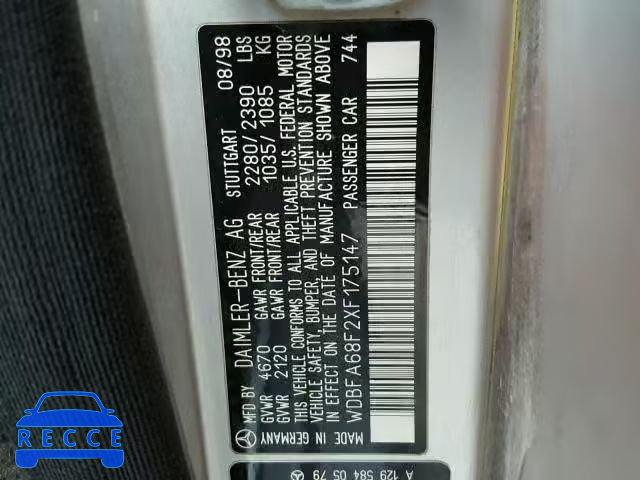 MFD BY DAIMLER-BENZ AG STUTTGART 08/98
GVWR 4670 GAWR FRONT/REAR 2280/2390 LBS
GVWR 2120 GAWR FRONT/REAR 1035/1085 KG
THIS VEHICLE CONFORMS TO ALL APPLICABLE U.S. FEDERAL MOTOR
VEHICLE SAFETY, BUMPER, AND THEFT PREVENTION STANDARDS
IN EFFECT ON THE DATE OF MANUFACTURE SHOWN ABOVE
WDBFA68F2XF175147 PASSENGER CAR 744
MADE IN GERMANY
A 129 584 05 79
RECCE